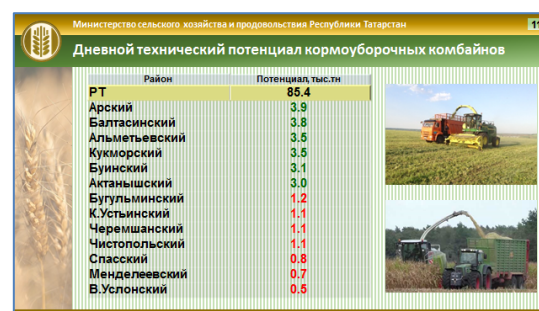 Министерство сельского хозяйства и продовольствия Республики Татарстан
Дневной технический потенциал кормоуборочных комбайнов
Район Потенциал, тыс.тн
РТ 85.4
Арский 3.9
Балтасинский 3.8
Альметьевский 3.5
Кукморский 3.5
Буинский 3.1
Актанышский 3.0
Бугульминский 1.2
К.Устьинский 1.1
Черемшанский 1.1
Чистопольский 1.1
Спасский 0.8
Менделеевский 0.7
В.Услонский 0.5